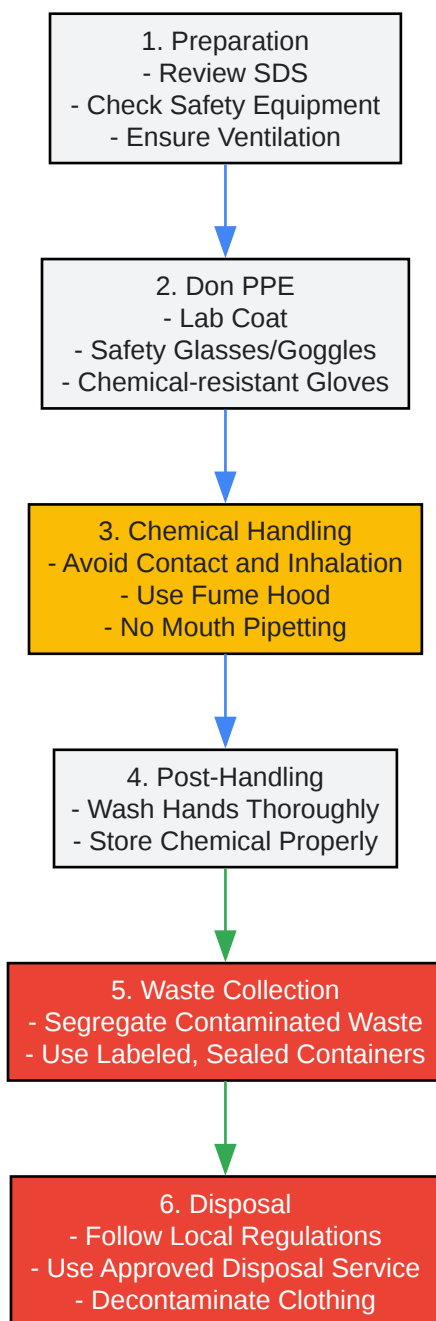 1. Preparation
- Review SDS
- Check Safety Equipment
- Ensure Ventilation
2. Don PPE
- Lab Coat
- Safety Glasses/Goggles
- Chemical-resistant Gloves
3. Chemical Handling
- Avoid Contact and Inhalation
- Use Fume Hood
- No Mouth Pipetting
4. Post-Handling
- Wash Hands Thoroughly
- Store Chemical Properly
5. Waste Collection
- Segregate Contaminated Waste
- Use Labeled, Sealed Containers
6. Disposal
- Follow Local Regulations
- Use Approved Disposal Service
- Decontaminate Clothing